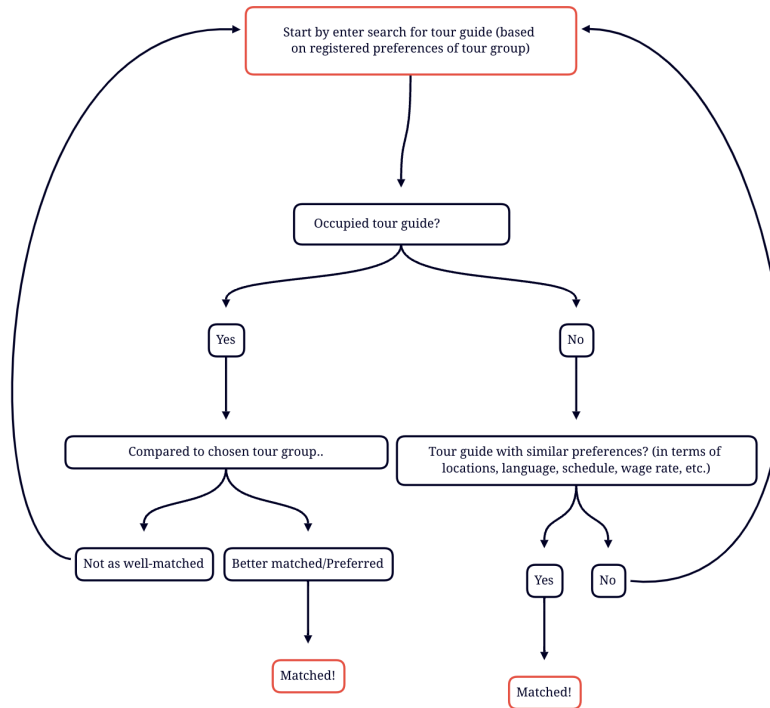 Start by enter search for tour guide (based
on registered preferences of tour group)
Occupied tour guide?
Yes
No
Compared to chosen tour group..
Tour guide with similar preferences? (in terms of
locations, language, schedule, wage rate, etc.)
Not as well-matched
Better matched/Preferred
Yes
No
Matched!
Matched!